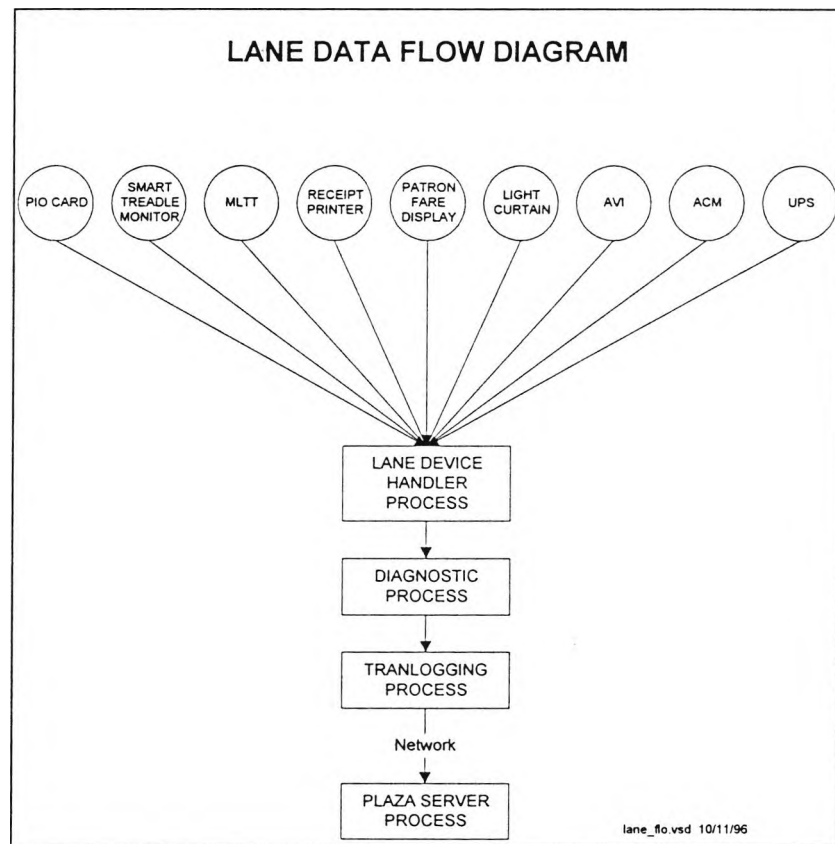 LANE DATA FLOW DIAGRAM
PIO CARD
SMART
TREADLE
MONITOR
MLTT
RECEIPT
PRINTER
PATRON
FARE
DISPLAY
LIGHT
CURTAIN
AVI
ACM
UPS
LANE DEVICE
HANDLER
PROCESS
DIAGNOSTIC
PROCESS
TRANLOGGING
PROCESS
Network
PLAZA SERVER
PROCESS
lane_flo.vsd 10/11/96